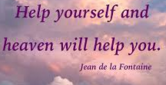 Help yourself and
heaven will help you.
Jean de la Fontaine